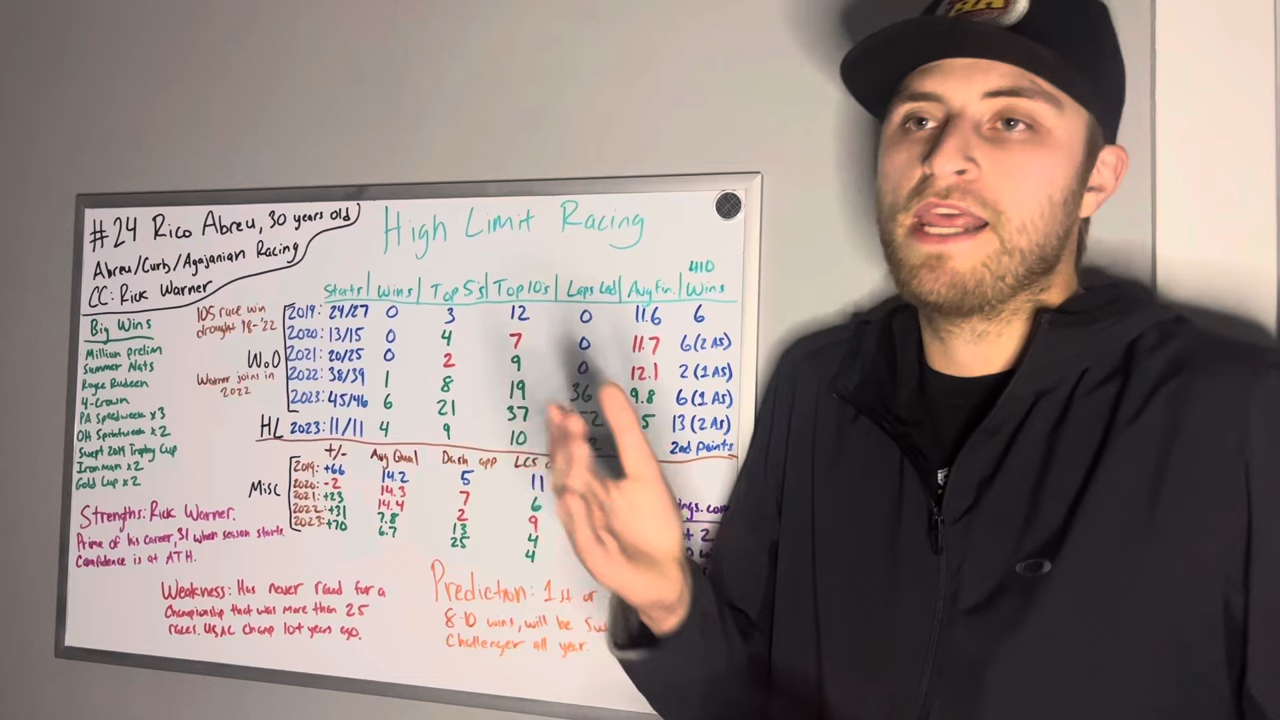 #24 Rico Abreu, 30 years old
Abreu/Curb/Agajanian Racing
CC: Rick Warner
High Limit Racing
410
Starts Wins Top 5's Top 10's Laps Led Avg Fin. Wins
2019: 24/27 0 3 12 0 11.6 6
2020: 13/15 0 4 7 0 11.7 6 (2 As)
2021: 20/25 0 2 9 0 12.1 2 (1 As)
2022: 38/39 1 8 19 36 9.8 6 (1 As)
2023: 45/46 6 21 37 5 13 (2 As)
HL 2023: 11/11 4 9 10 2 2nd Points
105 race win
drought 18-'22
WoO
Warner joins in
2022
Big Wins
Million prelim
Summer Nats
Rayce Rudeen
4-Crown
PA Speedweek x3
OH Sprintweek x2
Swept 2019 Trophy Cup
Ironman x2
Gold Cup x2
+/- Avg Qual Dash app LCS
Misc
2019: +66 14.2 5 11
2020: -2 14.3 7 6
2021: +23 14.4 2 9
2022: +31 7.8 13 4
2023: +70 6.7 25 4
ngs.com
Strengths: Rick Warner.
Prime of his career, 31 when season starts.
Confidence is at ATH.
Weakness: Has never raced for a
championship that was more than 25
races. USAC champ 10+ years ago.
Prediction: 1st or
8-10 wins, will be
Challenger all year.